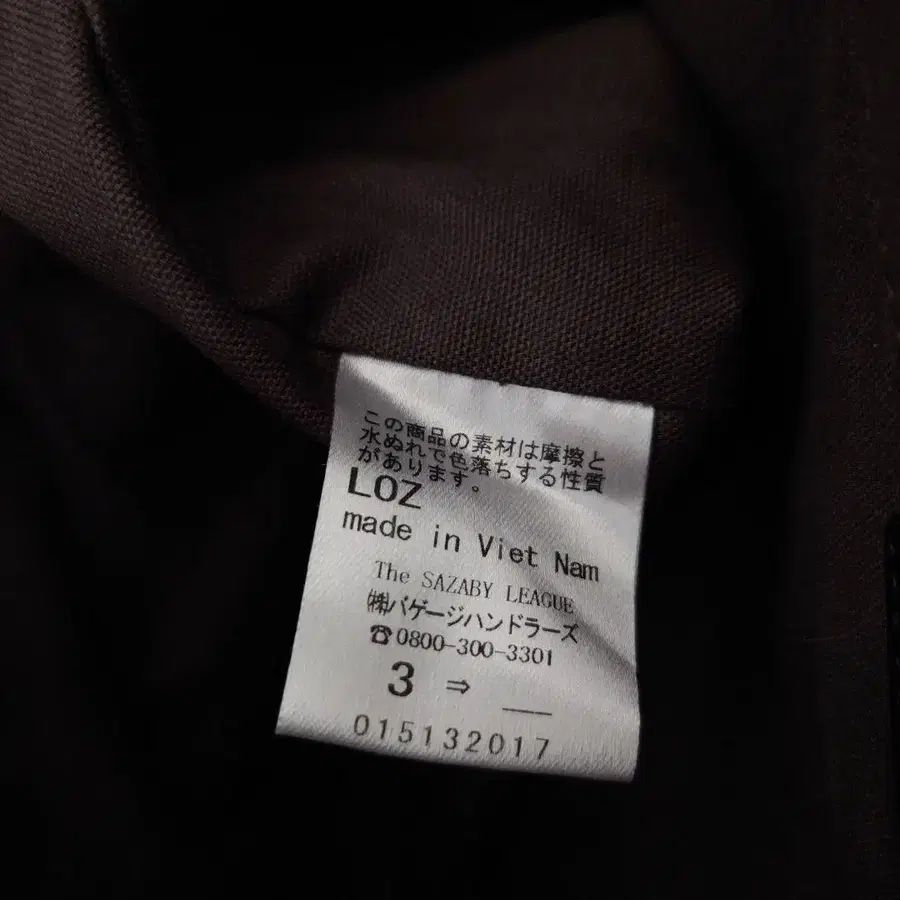 この商品の素材は摩擦と
水ぬれで色落ちする性質
があります。
LOZ
made in Viet Nam
The SAZABY LEAGUE
㈱バゲージハンドラーズ
☎0800-300-3301
3 ⇒ __
015132017